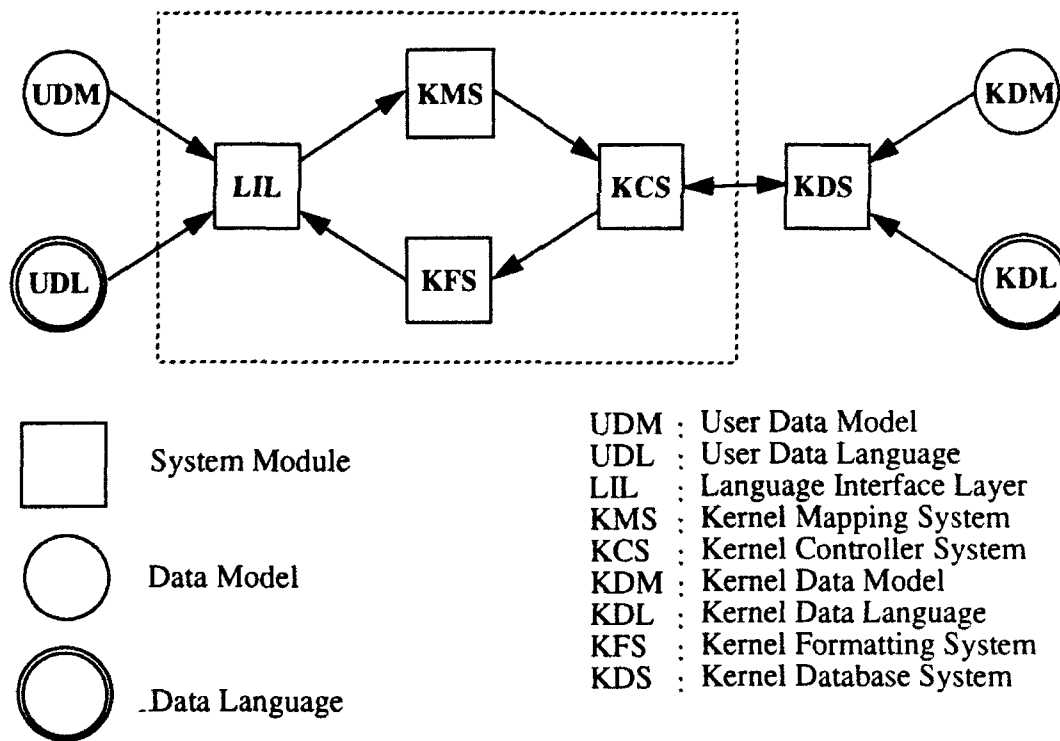 UDM
KMS
KDM
LIL
KCS
KDS
UDL
KFS
KDL
System Module
Data Model
Data Language
UDM : User Data Model
UDL : User Data Language
LIL : Language Interface Layer
KMS : Kernel Mapping System
KCS : Kernel Controller System
KDM : Kernel Data Model
KDL : Kernel Data Language
KFS : Kernel Formatting System
KDS : Kernel Database System